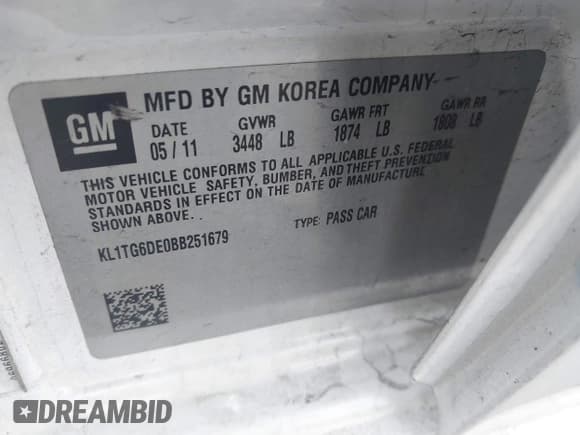 GM
MFD BY GM KOREA COMPANY
DATE GVWR GAWR FRT GAWR RR
05 / 11 3448 LB 1874 LB 1808 LB
THIS VEHICLE CONFORMS TO ALL APPLICABLE U.S. FEDERAL
MOTOR VEHICLE SAFETY, BUMBER, AND THEFT PREVENTION
STANDARDS IN EFFECT ON THE DATE OF MANUFACTURE
SHOWN ABOVE. .
KL1TG6DE0BB251679 TYPE: PASS CAR
DREAMBID